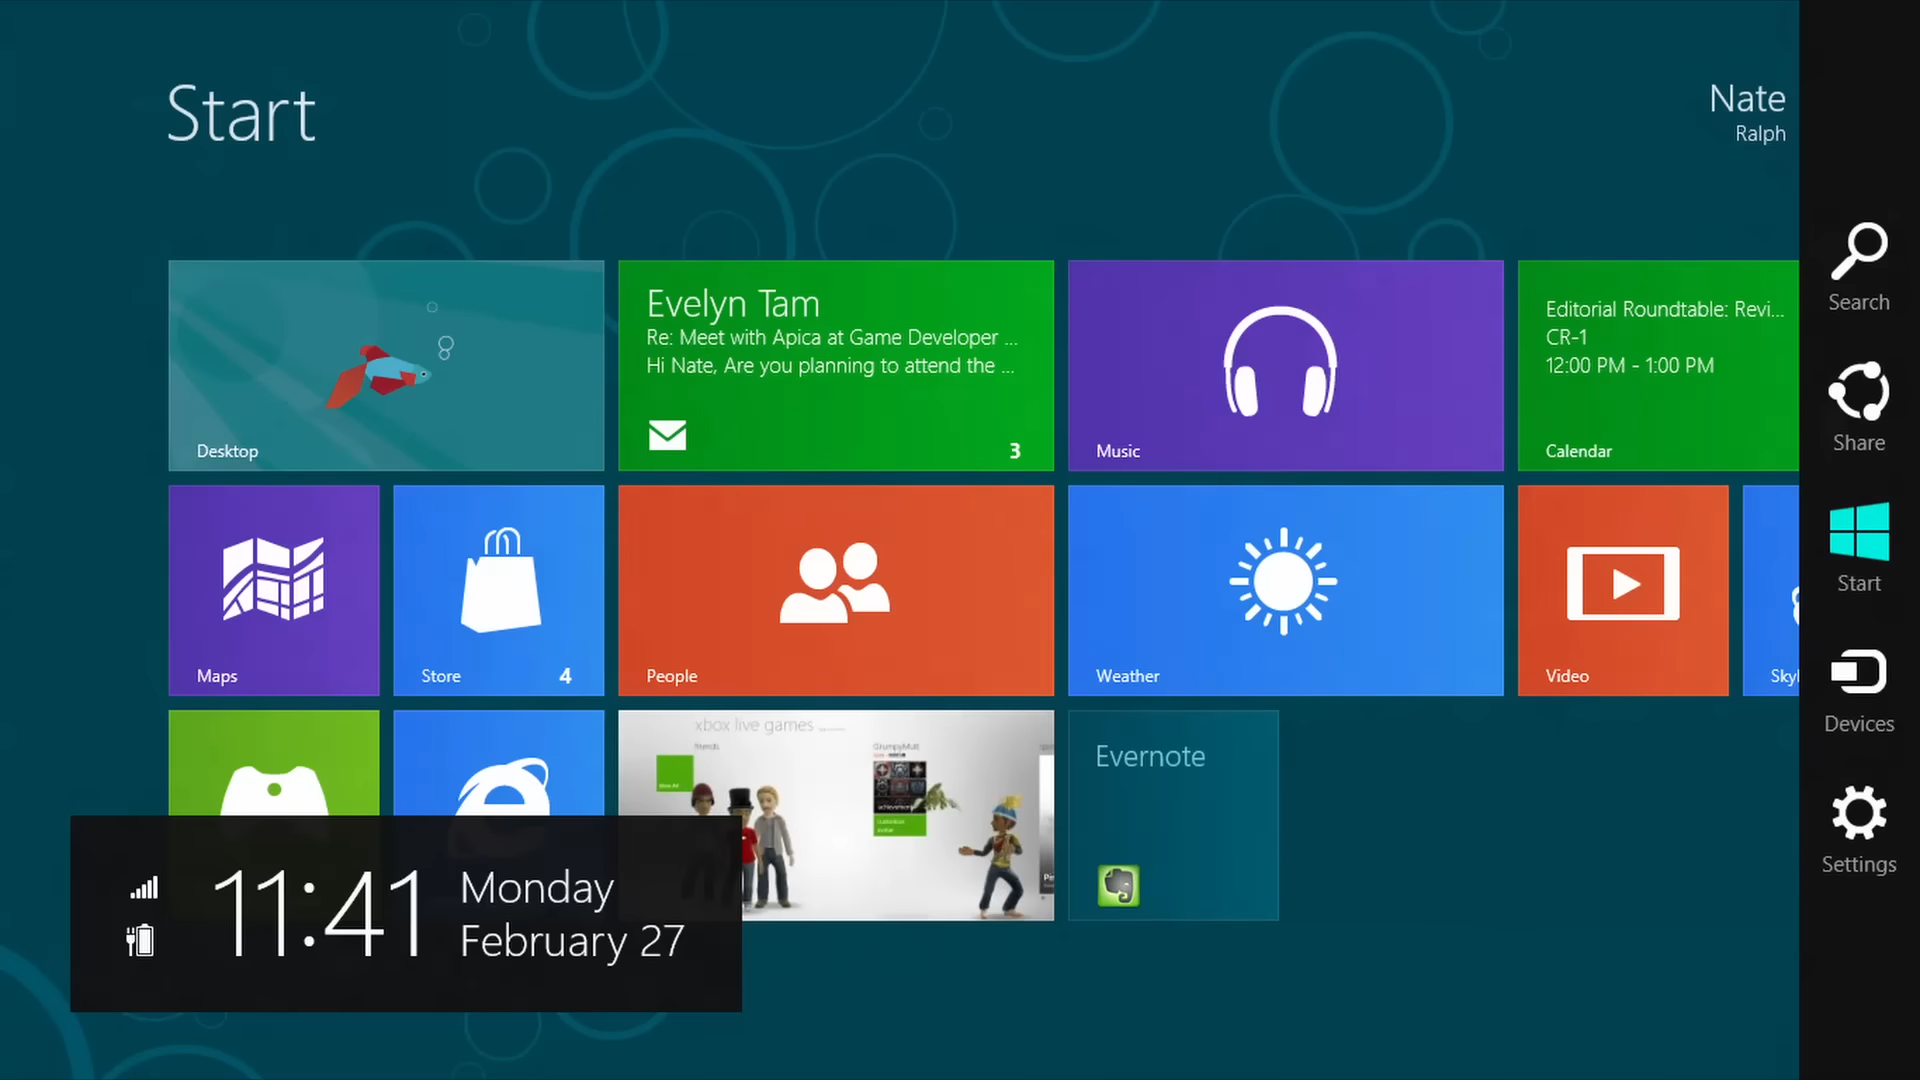 Start
Nate
Ralph
Desktop
Evelyn Tam
Re: Meet with Apica at Game Developer ...
Hi Nate, Are you planning to attend the ...
3
Music
Editorial Roundtable: Revi...
CR-1
12:00 PM - 1:00 PM
Calendar
Maps
Store
4
People
Weather
Video
xbox live games
friends
GrumpyMutt
Evernote
11:41
Monday
February 27
Search
Share
Start
Devices
Settings